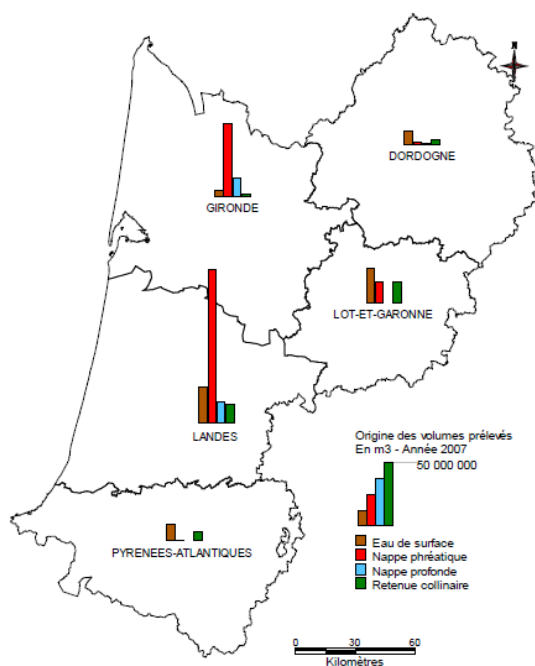 N
DORDOGNE
GIRONDE
LOT-ET-GARONNE
LANDES
Origine des volumes prélevés
En m3 - Année 2007
50 000 000
PYRENEES-ATLANTIQUES
Eau de surface
Nappe phréatique
Nappe profonde
Retenue collinaire
0 30 60
Kilomètres